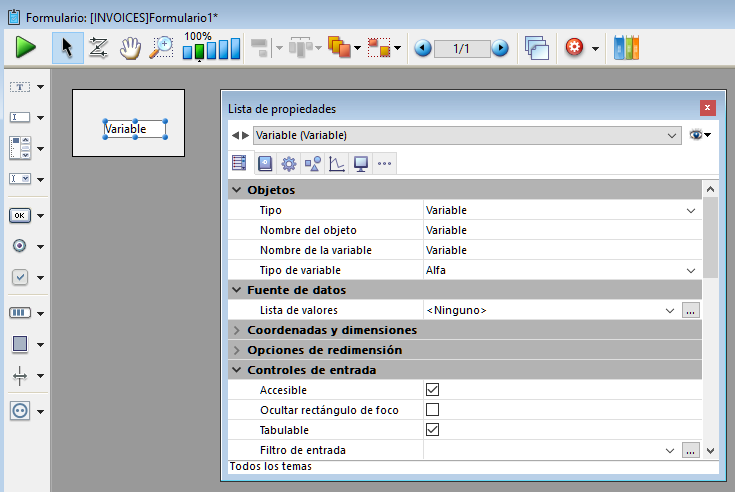 Formulario: [INVOICES]Formulario1*
100%
1/1
T
I
I
OK
Variable
Lista de propiedades
x
Variable (Variable)
Objetos
Tipo Variable
Nombre del objeto Variable
Nombre de la variable Variable
Tipo de variable Alfa
Fuente de datos
Lista de valores <Ninguno> ...
Coordenadas y dimensiones
Opciones de redimensión
Controles de entrada
Accesible
Ocultar rectángulo de foco
Tabulable
Filtro de entrada ...
Todos los temas